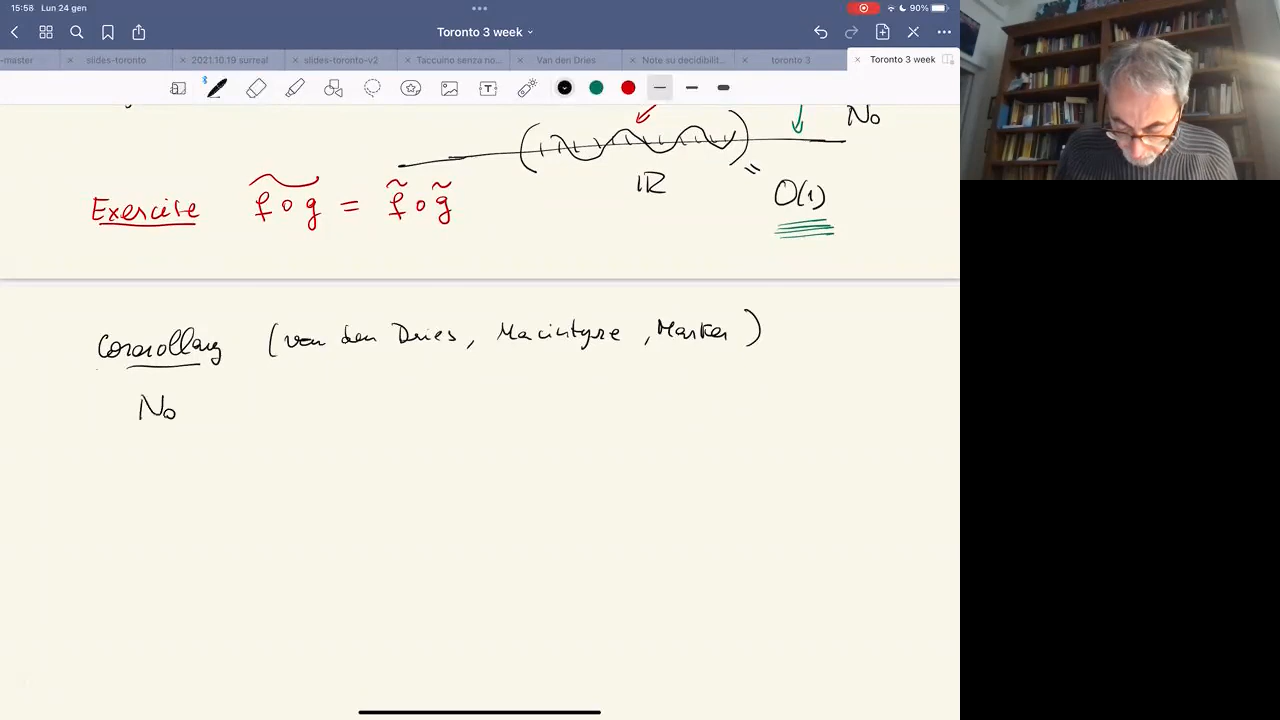 15:58 Lun 24 gen
90%
Toronto 3 week
-master
slides-toronto
2021.10.19 surreal
slides-toronto-v2
Taccuino senza no...
Van den Dries
Note su decidibilit...
toronto 3
Toronto 3 week
No
ℝ = O(1)
Exercise f∘g~ = f̃ ∘ g̃
Corollary (van den Dries, Macintyre, Marker)
No